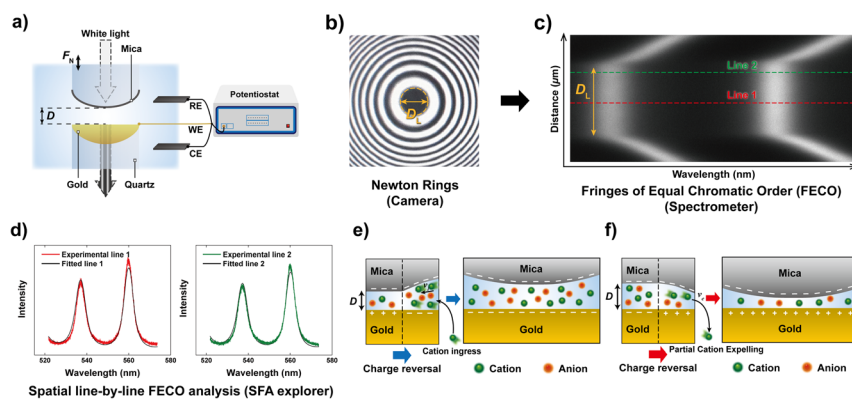 a)
White light
F_N
Mica
D
RE
WE
CE
Potentiostat
Gold
Quartz
b)
D_L
Newton Rings
(Camera)
c)
Distance (μm)
D_L
Line 2
Line 1
Wavelength (nm)
Fringes of Equal Chromatic Order (FECO)
(Spectrometer)
d)
Intensity
Experimental line 1
Fitted line 1
520
540
560
580
Wavelength (nm)
Intensity
Experimental line 2
Fitted line 2
520
540
560
580
Wavelength (nm)
Spatial line-by-line FECO analysis (SFA explorer)
e)
Mica
D
Gold
Cation ingress
Charge reversal
Mica
Gold
Cation
Anion
f)
Mica
D
Gold
Partial Cation Expelling
Charge reversal
Mica
Gold
Cation
Anion